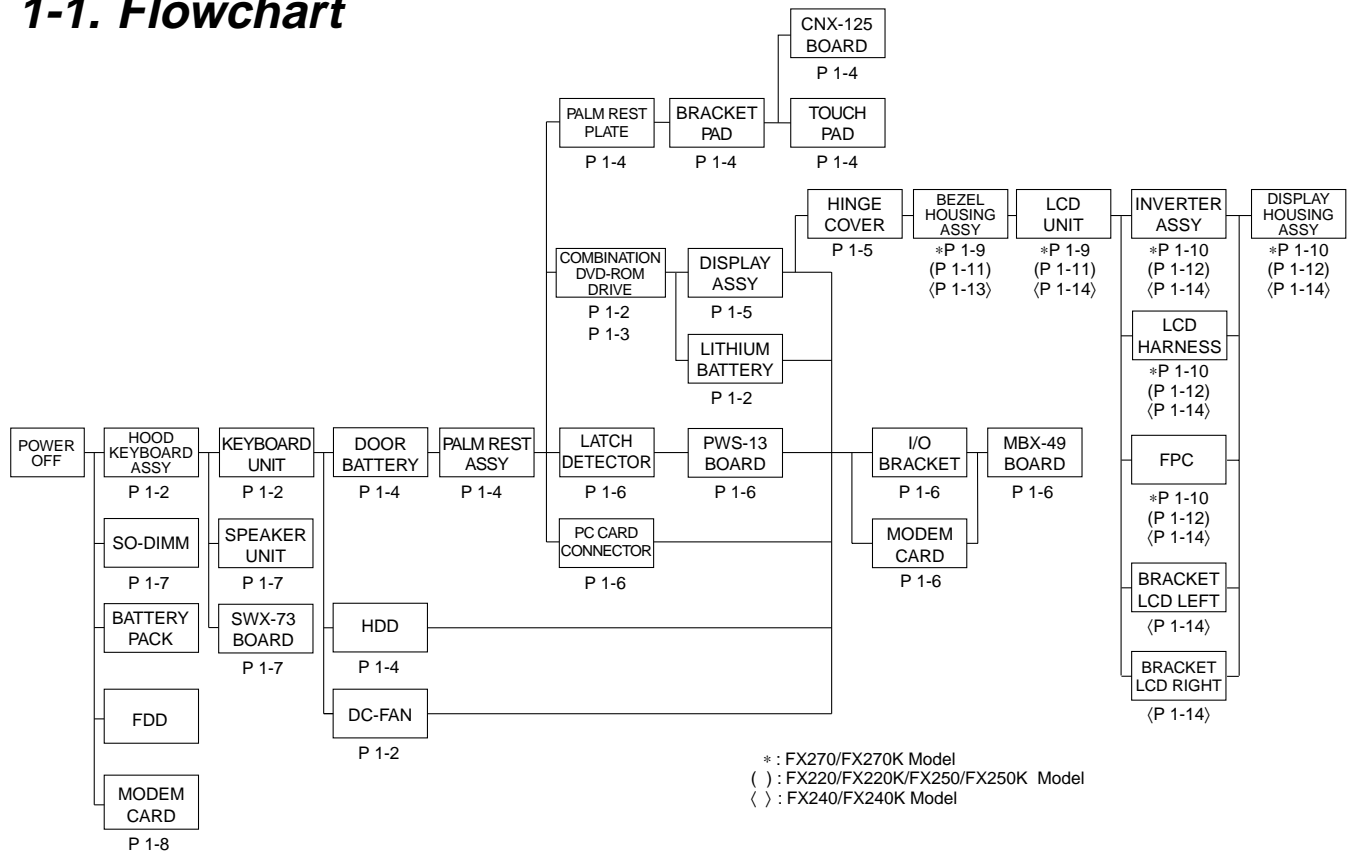 1-1. Flowchart
CNX-125
BOARD
P 1-4
PALM REST
PLATE
P 1-4
BRACKET
PAD
P 1-4
TOUCH
PAD
P 1-4
HINGE
COVER
P 1-5
BEZEL
HOUSING
ASSY
*P 1-9
(P 1-11)
〈P 1-13〉
LCD
UNIT
*P 1-9
(P 1-11)
〈P 1-14〉
INVERTER
ASSY
*P 1-10
(P 1-12)
〈P 1-14〉
DISPLAY
HOUSING
ASSY
*P 1-10
(P 1-12)
〈P 1-14〉
COMBINATION
DVD-ROM
DRIVE
P 1-2
P 1-3
DISPLAY
ASSY
P 1-5
LITHIUM
BATTERY
P 1-2
LCD
HARNESS
*P 1-10
(P 1-12)
〈P 1-14〉
POWER
OFF
HOOD
KEYBOARD
ASSY
P 1-2
KEYBOARD
UNIT
P 1-2
DOOR
BATTERY
P 1-4
PALM REST
ASSY
P 1-4
LATCH
DETECTOR
P 1-6
PWS-13
BOARD
P 1-6
I/O
BRACKET
P 1-6
MBX-49
BOARD
P 1-6
FPC
*P 1-10
(P 1-12)
〈P 1-14〉
SO-DIMM
P 1-7
SPEAKER
UNIT
P 1-7
PC CARD
CONNECTOR
P 1-6
MODEM
CARD
P 1-6
BRACKET
LCD LEFT
〈P 1-14〉
BATTERY
PACK
SWX-73
BOARD
P 1-7
HDD
P 1-4
BRACKET
LCD RIGHT
〈P 1-14〉
FDD
DC-FAN
P 1-2
MODEM
CARD
P 1-8
* : FX270/FX270K Model
( ) : FX220/FX220K/FX250/FX250K Model
〈 〉 : FX240/FX240K Model